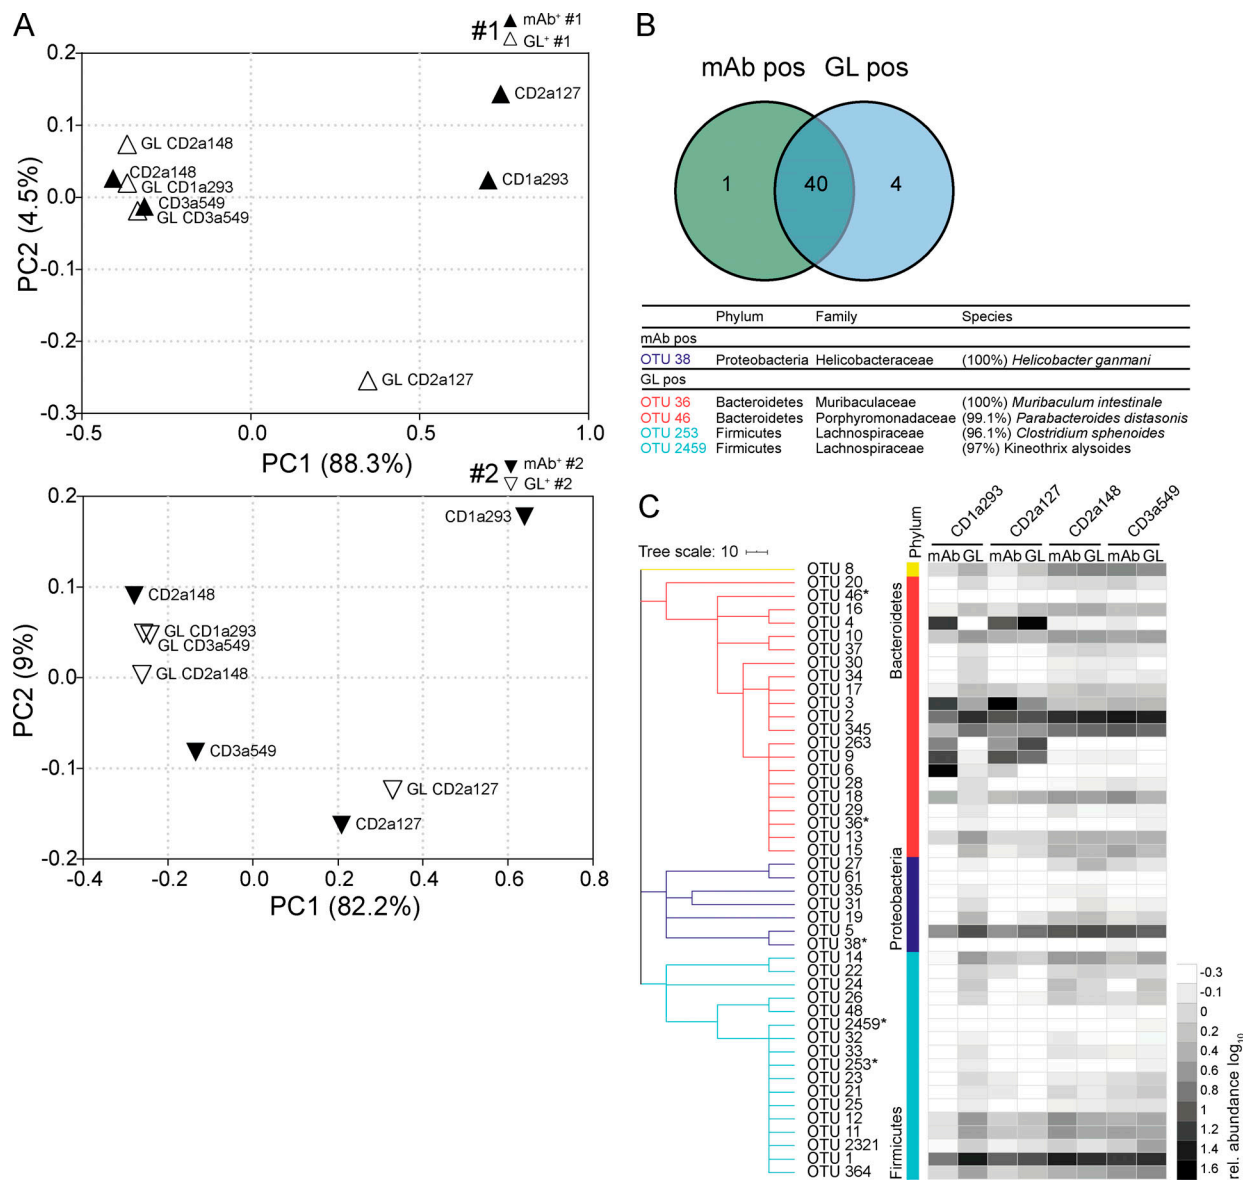 A
#1
mAb⁺ #1
GL⁺ #1
0.2
0.1
0.0
-0.1
-0.2
-0.3
PC2 (4.5%)
CD2a127
GL CD2a148
CD2a148
GL CD1a293
CD1a293
CD3a549
GL CD3a549
GL CD2a127
-0.5
0.0
0.5
1.0
PC1 (88.3%)
#2
mAb⁺ #2
GL⁺ #2
0.2
0.1
0.0
-0.1
-0.2
PC2 (9%)
CD1a293
CD2a148
GL CD1a293
GL CD3a549
GL CD2a148
CD3a549
GL CD2a127
CD2a127
-0.4
-0.2
0.0
0.2
0.4
0.6
0.8
PC1 (82.2%)
B
mAb pos GL pos
1 40 4
Phylum Family Species
mAb pos
OTU 38 Proteobacteria Helicobacteraceae (100%) Helicobacter ganmani
GL pos
OTU 36 Bacteroidetes Muribaculaceae (100%) Muribaculum intestinale
OTU 46 Bacteroidetes Porphyromonadaceae (99.1%) Parabacteroides distasonis
OTU 253 Firmicutes Lachnospiraceae (96.1%) Clostridium sphenoides
OTU 2459 Firmicutes Lachnospiraceae (97%) Kineothrix alysoides
C
Tree scale: 10
Phylum
CD1a293 CD2a127 CD2a148 CD3a549
mAb GL mAb GL mAb GL mAb GL
OTU 8
OTU 20
OTU 46*
OTU 16
OTU 4
OTU 10
OTU 37
OTU 30
OTU 34
OTU 17
OTU 3
OTU 2
OTU 345
OTU 263
OTU 9
OTU 6
OTU 28
OTU 18
OTU 29
OTU 36*
OTU 13
OTU 15
OTU 27
OTU 61
OTU 35
OTU 31
OTU 19
OTU 5
OTU 38*
OTU 14
OTU 22
OTU 24
OTU 26
OTU 48
OTU 2459*
OTU 32
OTU 33
OTU 253*
OTU 23
OTU 21
OTU 25
OTU 12
OTU 11
OTU 2321
OTU 1
OTU 364
Bacteroidetes
Proteobacteria
Firmicutes
-0.3
-0.1
0
0.2
0.4
0.6
0.8
1
1.2
1.4
1.6
rel. abundance log₁₀